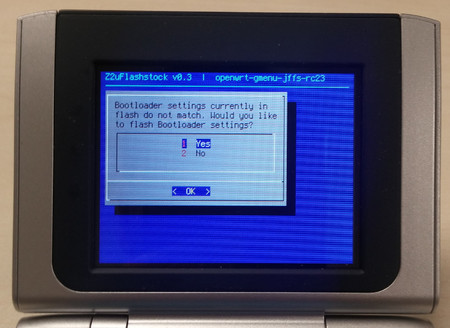 Z2uFlashstock v0.3 | openwrt-gmenu-jffs-rc23
Bootloader settings currently in
flash do not match. Would you like
to flash Bootloader settings?
1 Yes
2 No
< OK >